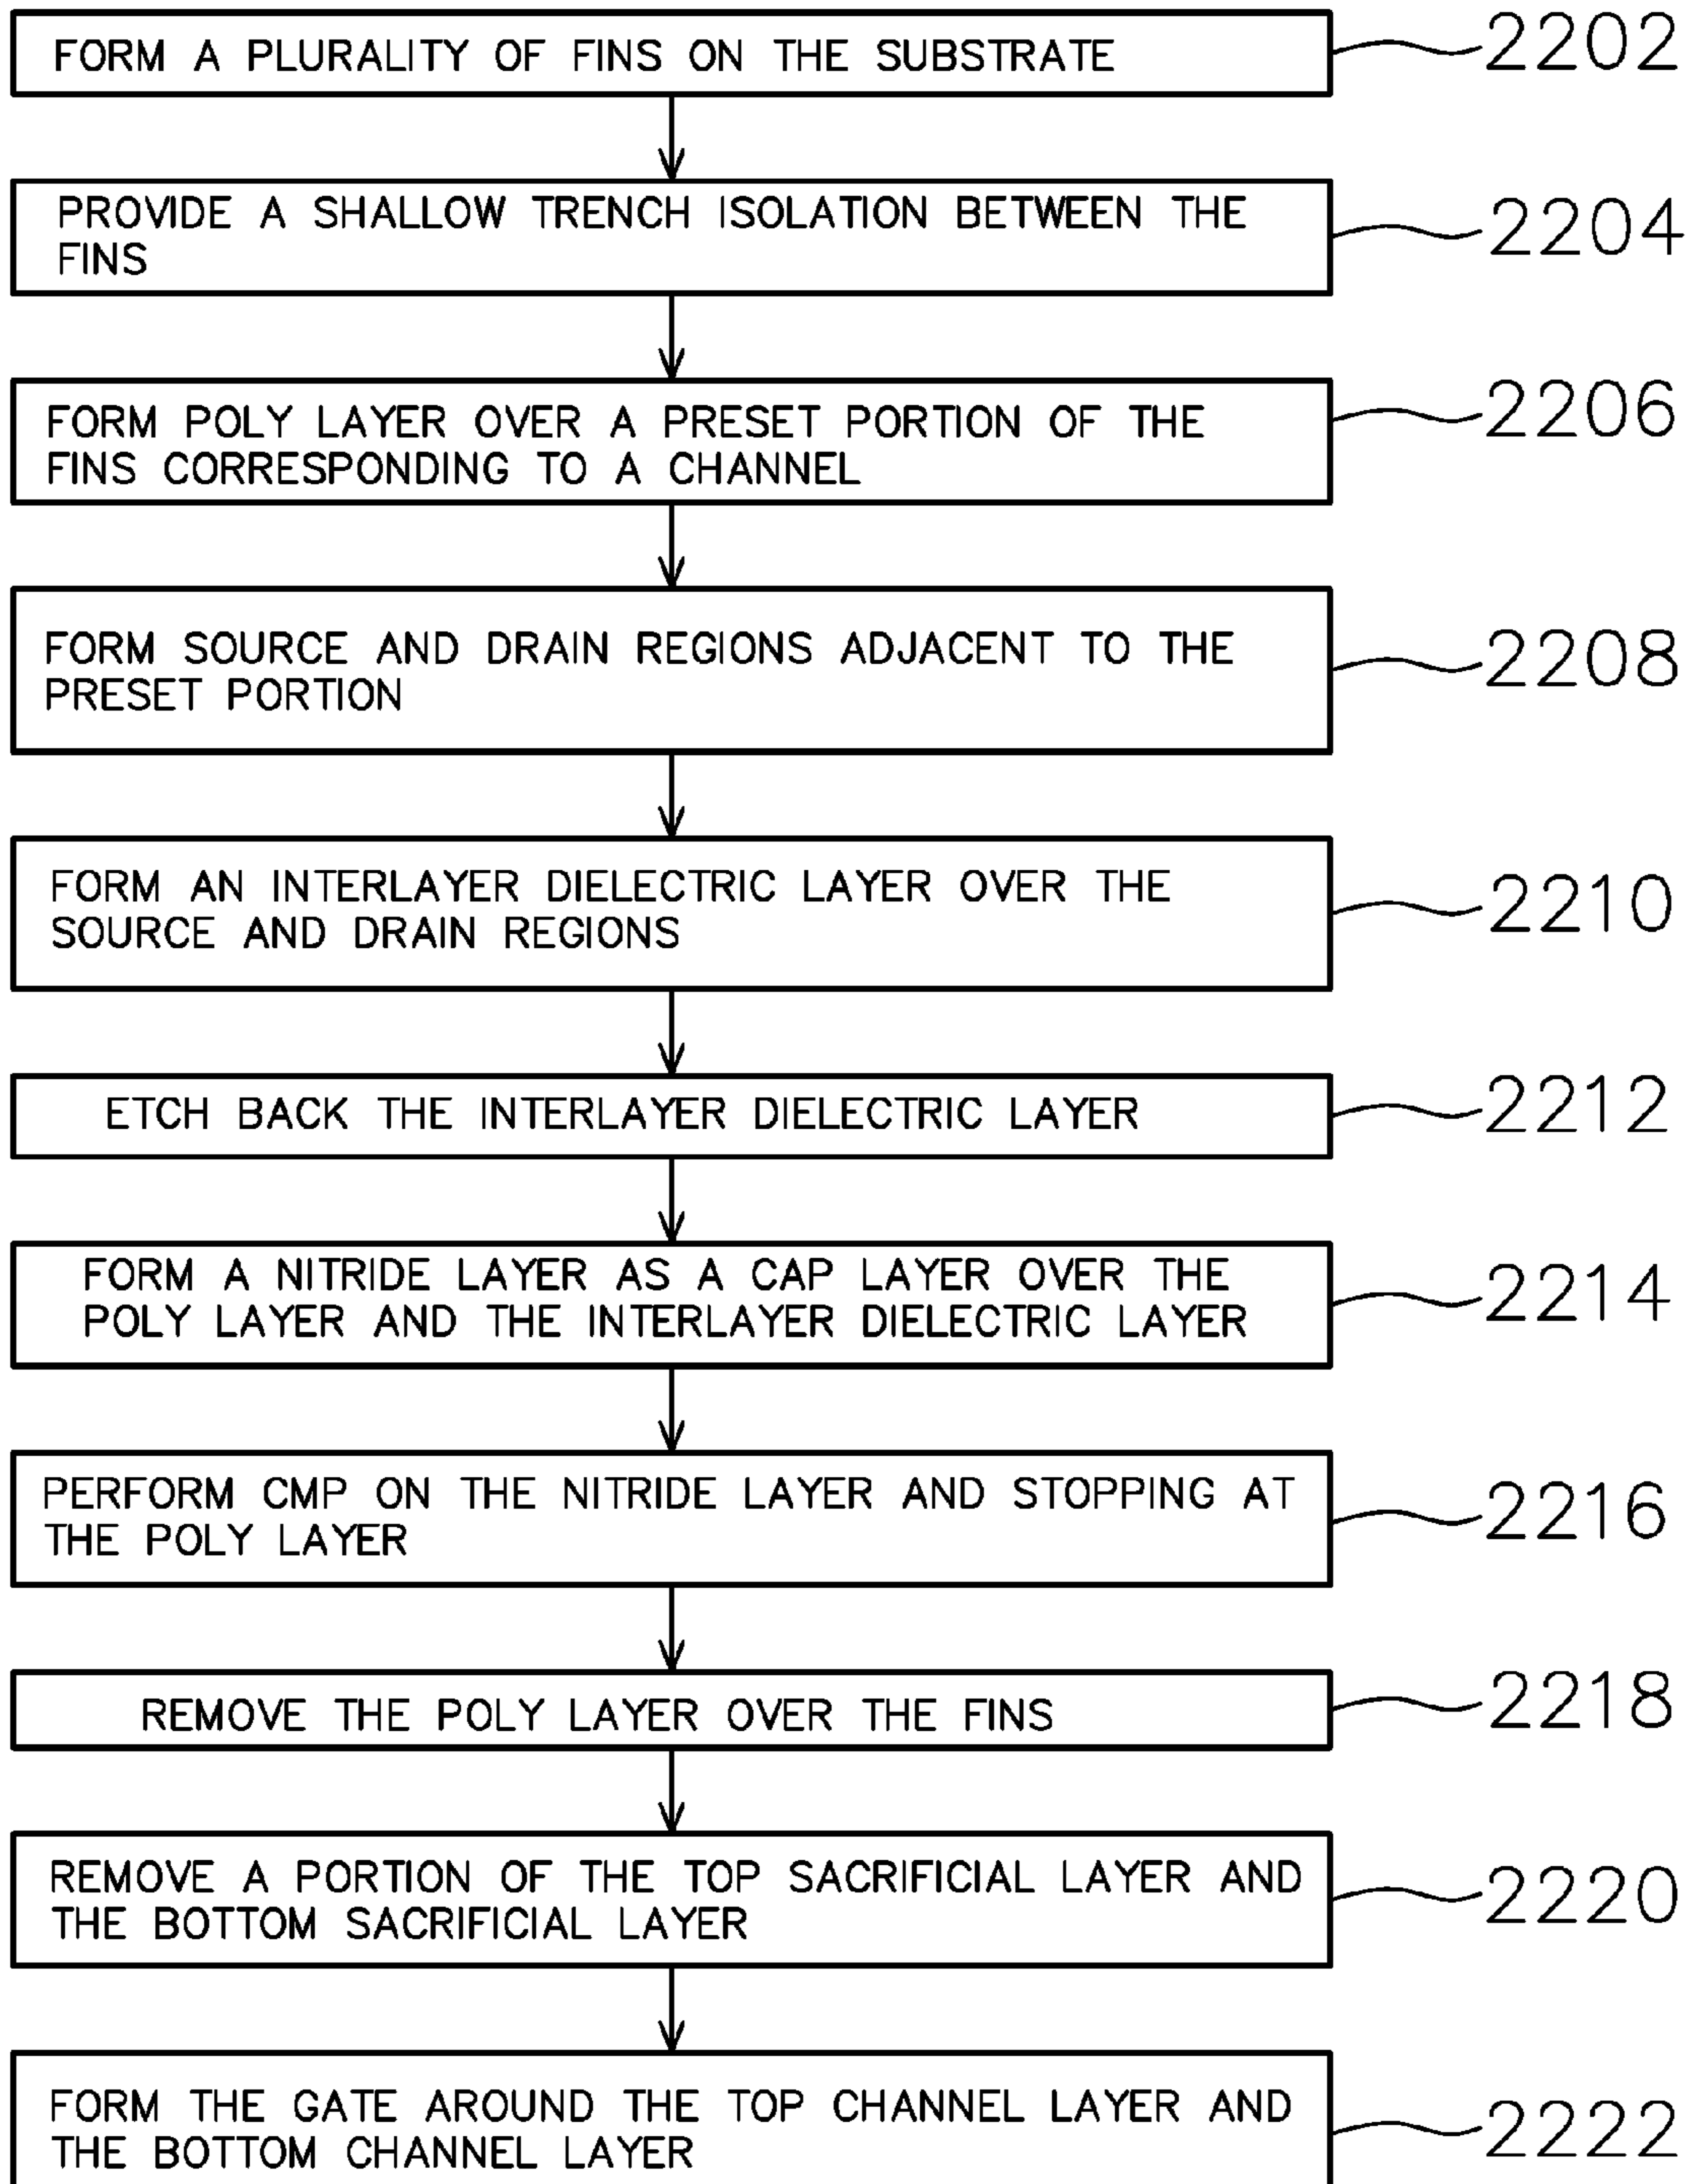 FORM A PLURALITY OF FINS ON THE SUBSTRATE
2202
PROVIDE A SHALLOW TRENCH ISOLATION BETWEEN THE
FINS
2204
FORM POLY LAYER OVER A PRESET PORTION OF THE
FINS CORRESPONDING TO A CHANNEL
2206
FORM SOURCE AND DRAIN REGIONS ADJACENT TO THE
PRESET PORTION
2208
FORM AN INTERLAYER DIELECTRIC LAYER OVER THE
SOURCE AND DRAIN REGIONS
2210
ETCH BACK THE INTERLAYER DIELECTRIC LAYER
2212
FORM A NITRIDE LAYER AS A CAP LAYER OVER THE
POLY LAYER AND THE INTERLAYER DIELECTRIC LAYER
2214
PERFORM CMP ON THE NITRIDE LAYER AND STOPPING AT
THE POLY LAYER
2216
REMOVE THE POLY LAYER OVER THE FINS
2218
REMOVE A PORTION OF THE TOP SACRIFICIAL LAYER AND
THE BOTTOM SACRIFICIAL LAYER
2220
FORM THE GATE AROUND THE TOP CHANNEL LAYER AND
THE BOTTOM CHANNEL LAYER
2222